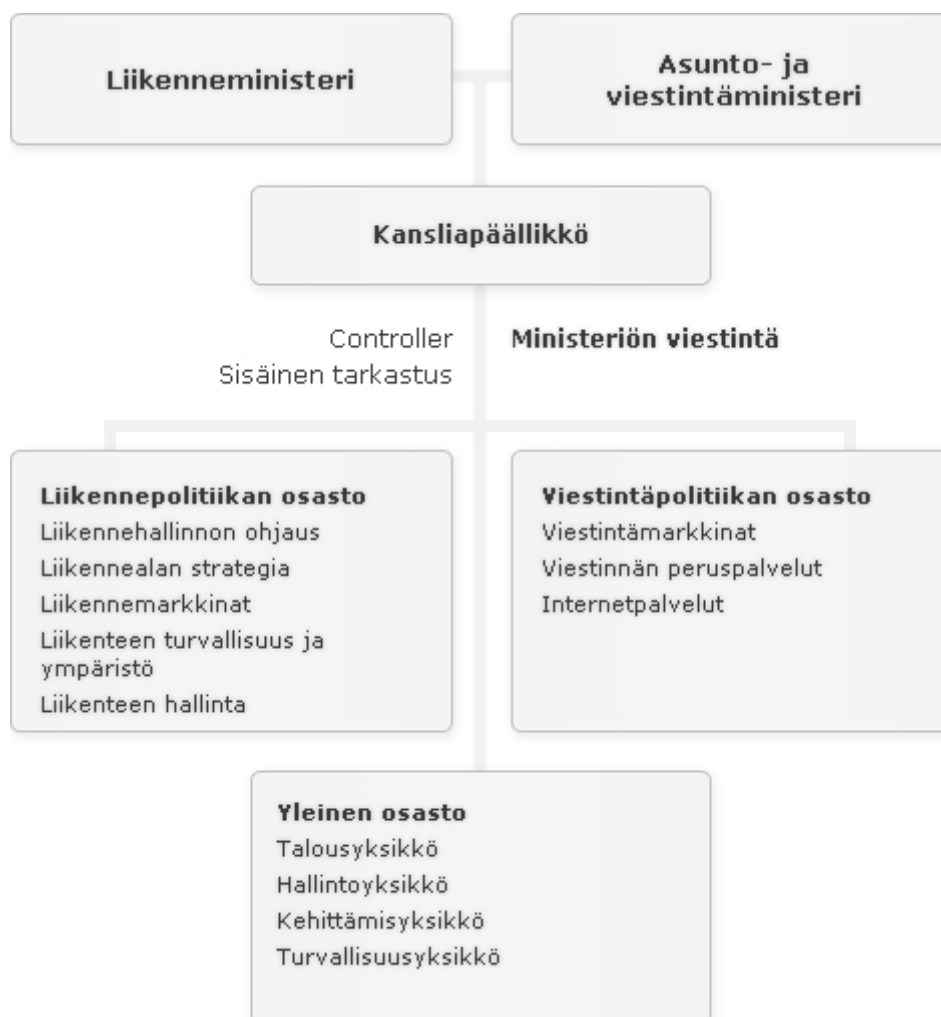 Liikenneministeri
Asunto- ja
viestintäministeri
Kansliapäällikkö
Controller
Sisäinen tarkastus
Ministeriön viestintä
Liikennepolitiikan osasto
Liikennehallinnon ohjaus
Liikennealan strategia
Liikennemarkkinat
Liikenteen turvallisuus ja
ympäristö
Liikenteen hallinta
Viestintäpolitiikan osasto
Viestintämarkkinat
Viestinnän peruspalvelut
Internetpalvelut
Yleinen osasto
Talousyksikkö
Hallintoyksikkö
Kehittämisyksikkö
Turvallisuusyksikkö